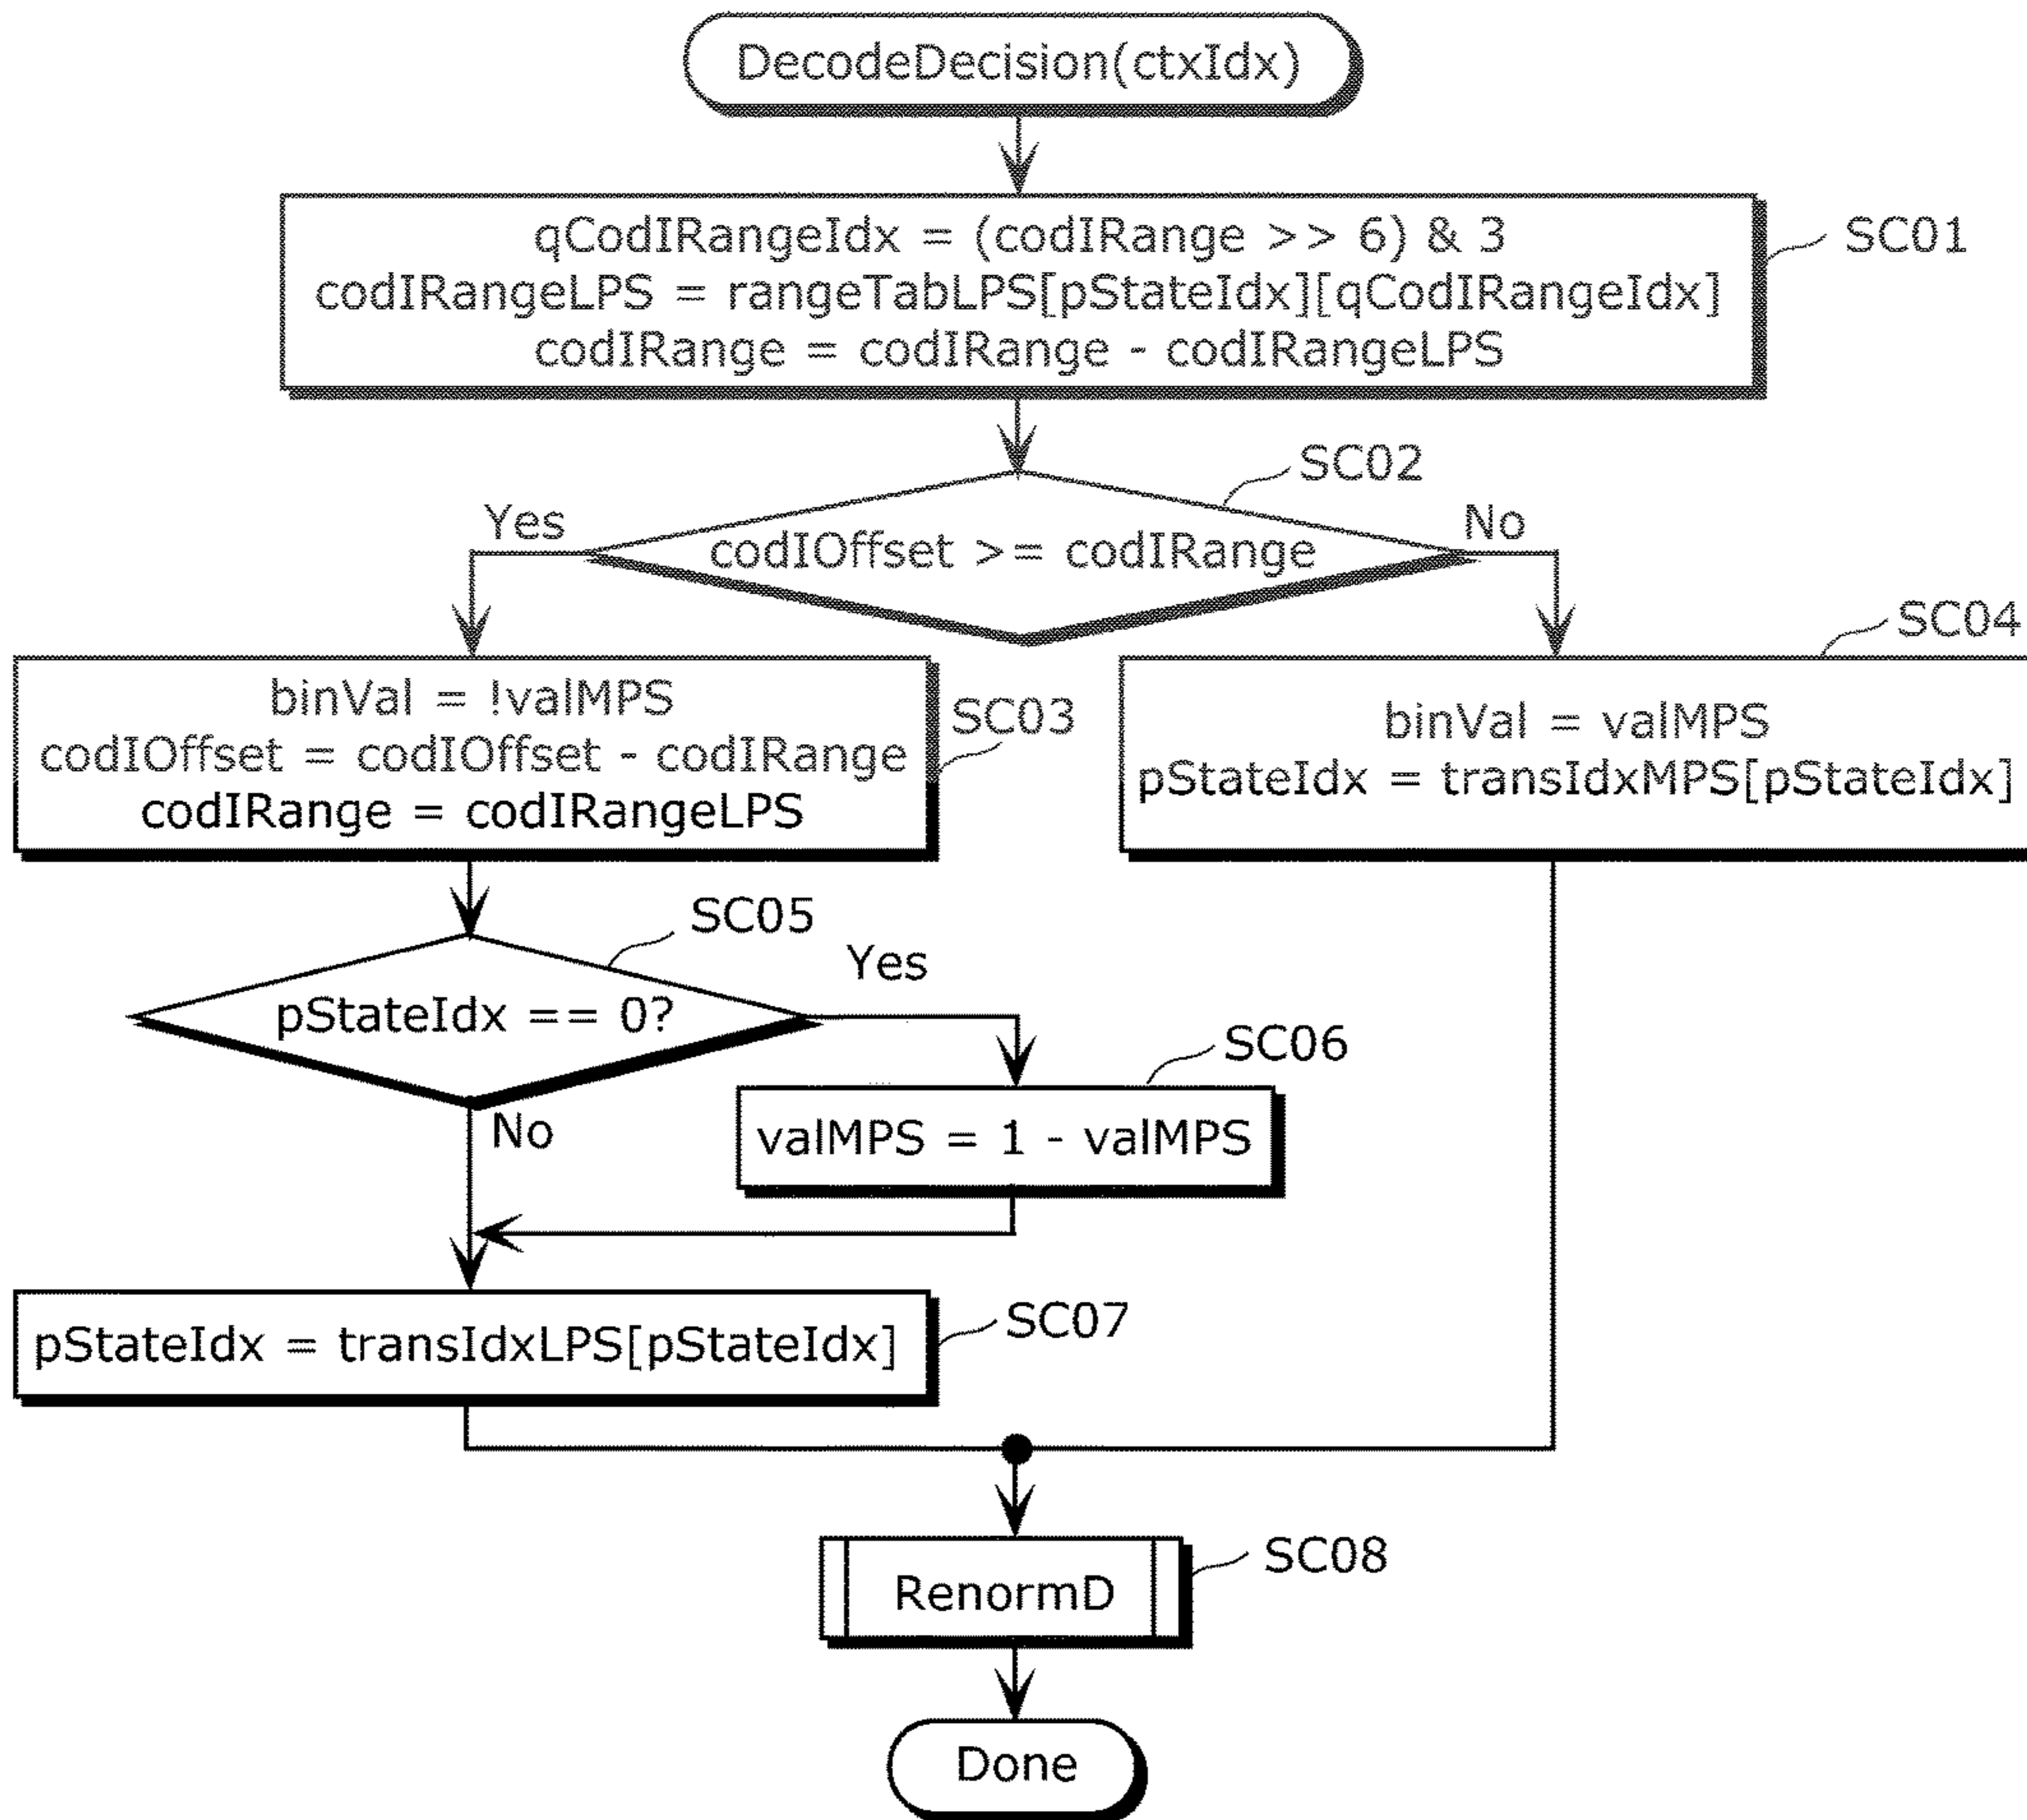 DecodeDecision(ctxIdx)
qCodIRangeIdx = (codIRange >> 6) & 3
codIRangeLPS = rangeTabLPS[pStateIdx][qCodIRangeIdx]
codIRange = codIRange - codIRangeLPS
SC01
SC02
Yes
codIOffset >= codIRange
No
SC04
binVal = !valMPS
codIOffset = codIOffset - codIRange
codIRange = codIRangeLPS
SC03
binVal = valMPS
pStateIdx = transIdxMPS[pStateIdx]
SC05
Yes
pStateIdx == 0?
No
SC06
valMPS = 1 - valMPS
pStateIdx = transIdxLPS[pStateIdx]
SC07
RenormD
SC08
Done